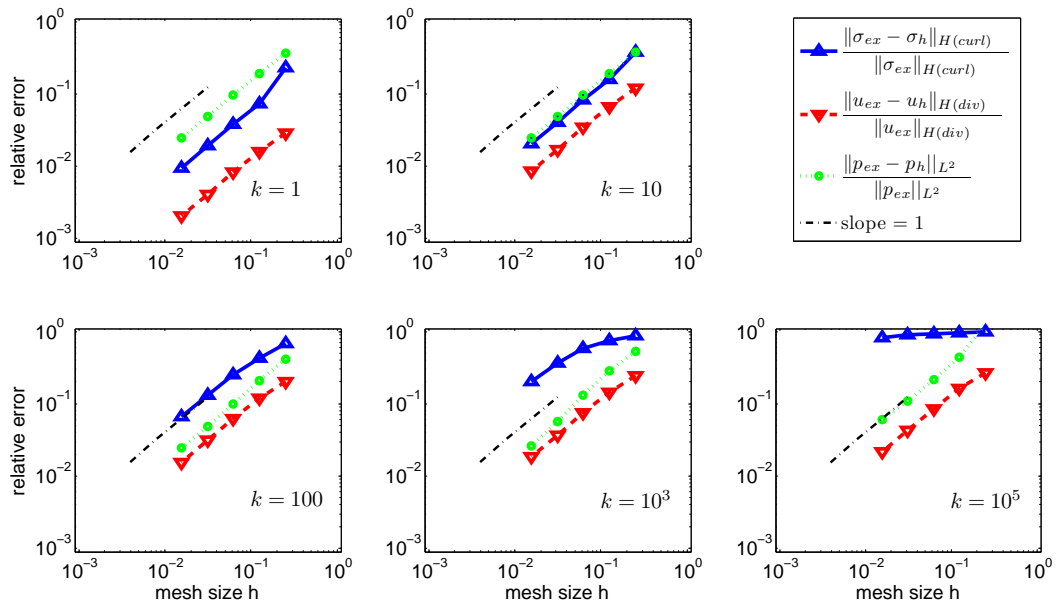 relative error
10^0
10^-1
10^-2
10^-3
10^-3 10^-2 10^-1 10^0
k = 1
10^0
10^-1
10^-2
10^-3
10^-3 10^-2 10^-1 10^0
k = 10
‖σ_ex − σ_h‖_H(curl)
‖σ_ex‖_H(curl)
‖u_ex − u_h‖_H(div)
‖u_ex‖_H(div)
‖p_ex − p_h||_L^2
‖p_ex||_L^2
slope = 1
relative error
10^0
10^-1
10^-2
10^-3
10^-3 10^-2 10^-1 10^0
mesh size h
k = 100
10^0
10^-1
10^-2
10^-3
10^-3 10^-2 10^-1 10^0
mesh size h
k = 10^3
10^0
10^-1
10^-2
10^-3
10^-3 10^-2 10^-1 10^0
mesh size h
k = 10^5